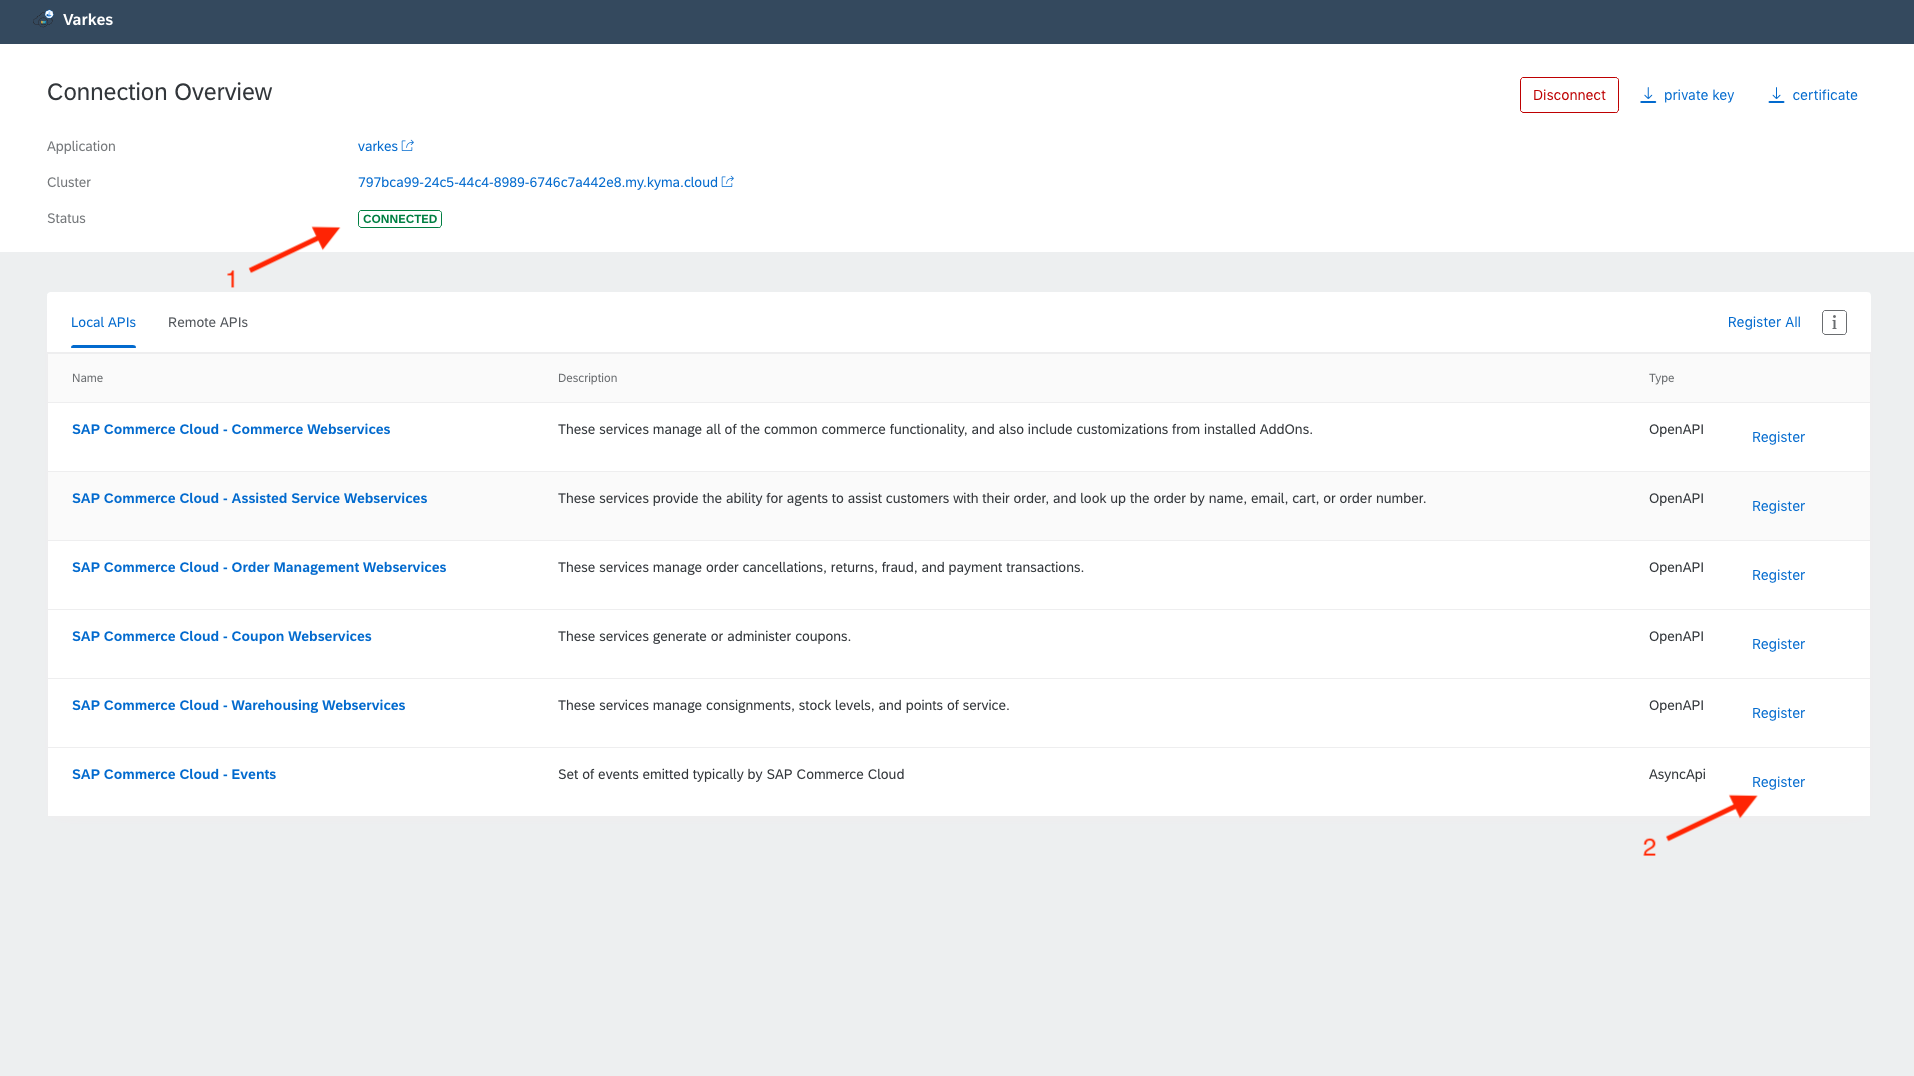 Varkes
Connection Overview
Disconnect private key certificate
Application varkes
Cluster 797bca99-24c5-44c4-8989-6746c7a442e8.my.kyma.cloud
Status CONNECTED
1
Local APIs Remote APIs Register All i
Name Description Type
SAP Commerce Cloud - Commerce Webservices These services manage all of the common commerce functionality, and also include customizations from installed AddOns. OpenAPI Register
SAP Commerce Cloud - Assisted Service Webservices These services provide the ability for agents to assist customers with their order, and look up the order by name, email, cart, or order number. OpenAPI Register
SAP Commerce Cloud - Order Management Webservices These services manage order cancellations, returns, fraud, and payment transactions. OpenAPI Register
SAP Commerce Cloud - Coupon Webservices These services generate or administer coupons. OpenAPI Register
SAP Commerce Cloud - Warehousing Webservices These services manage consignments, stock levels, and points of service. OpenAPI Register
SAP Commerce Cloud - Events Set of events emitted typically by SAP Commerce Cloud AsyncApi Register
2